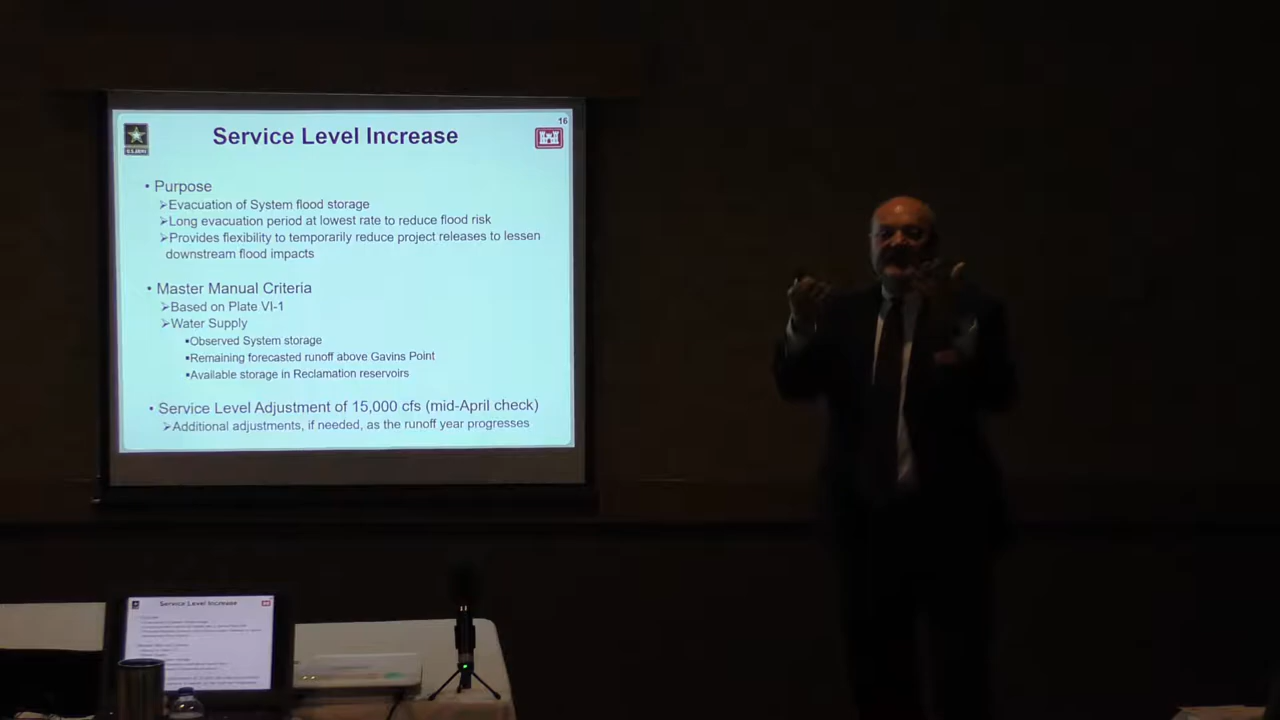 16
Service Level Increase
U.S. ARMY
• Purpose
➢Evacuation of System flood storage
➢Long evacuation period at lowest rate to reduce flood risk
➢Provides flexibility to temporarily reduce project releases to lessen
downstream flood impacts
• Master Manual Criteria
➢Based on Plate VI-1
➢Water Supply
▪Observed System storage
▪Remaining forecasted runoff above Gavins Point
▪Available storage in Reclamation reservoirs
• Service Level Adjustment of 15,000 cfs (mid-April check)
➢Additional adjustments, if needed, as the runoff year progresses
Service Level Increase